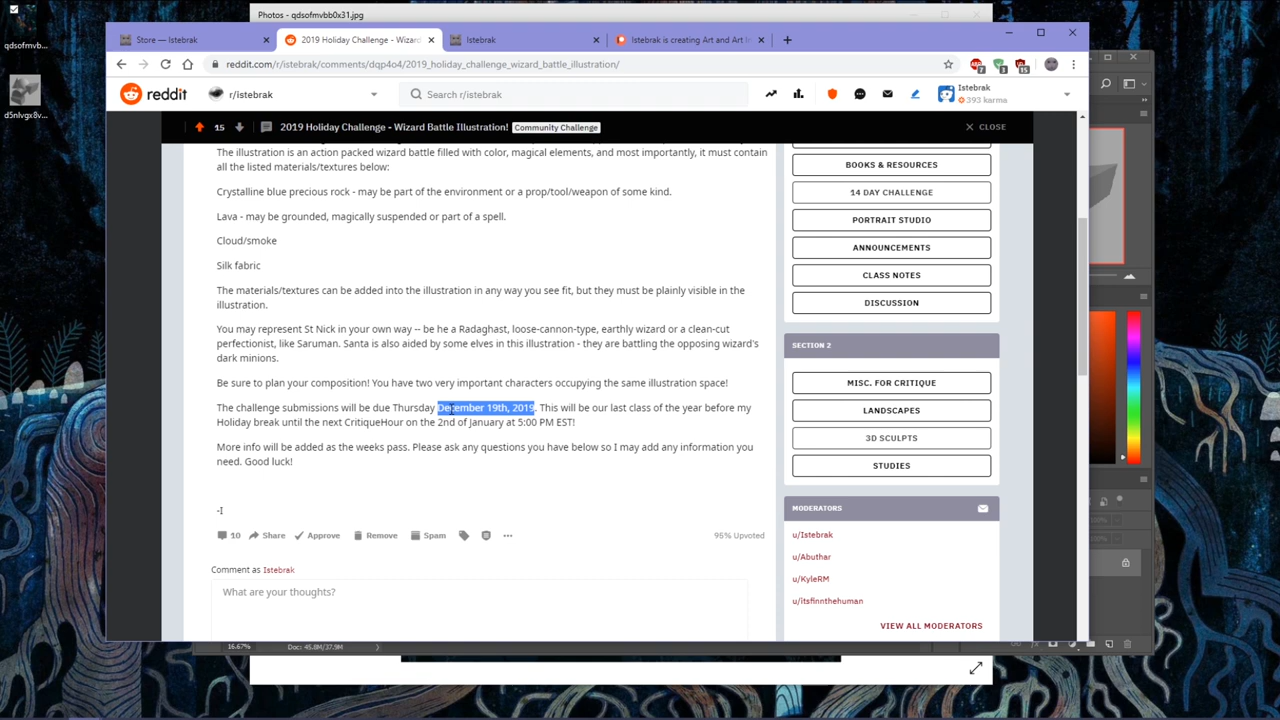 Photos - qdsofmvbb0x31.jpg
qdsofmvb...
d5nlvgx8v...
Store — Istebrak
2019 Holiday Challenge - Wizard
Istebrak
Istebrak is creating Art and Art In
reddit.com/r/istebrak/comments/dqp4o4/2019_holiday_challenge_wizard_battle_illustration/
7
3
15
reddit
r/istebrak
Search r/istebrak
Istebrak
393 karma
15
2019 Holiday Challenge - Wizard Battle Illustration!
Community Challenge
CLOSE
The illustration is an action packed wizard battle filled with color, magical elements, and most importantly, it must contain
all the listed materials/textures below:
Crystalline blue precious rock - may be part of the environment or a prop/tool/weapon of some kind.
Lava - may be grounded, magically suspended or part of a spell.
Cloud/smoke
Silk fabric
The materials/textures can be added into the illustration in any way you see fit, but they must be plainly visible in the
illustration.
You may represent St Nick in your own way -- be he a Radaghast, loose-cannon-type, earthly wizard or a clean-cut
perfectionist, like Saruman. Santa is also aided by some elves in this illustration - they are battling the opposing wizard's
dark minions.
Be sure to plan your composition! You have two very important characters occupying the same illustration space!
The challenge submissions will be due Thursday December 19th, 2019. This will be our last class of the year before my
Holiday break until the next CritiqueHour on the 2nd of January at 5:00 PM EST!
More info will be added as the weeks pass. Please ask any questions you have below so I may add any information you
need. Good luck!
-I
10
Share
Approve
Remove
Spam
95% Upvoted
Comment as Istebrak
What are your thoughts?
BOOKS & RESOURCES
14 DAY CHALLENGE
PORTRAIT STUDIO
ANNOUNCEMENTS
CLASS NOTES
DISCUSSION
SECTION 2
MISC. FOR CRITIQUE
LANDSCAPES
3D SCULPTS
STUDIES
MODERATORS
u/Istebrak
u/Abuthar
u/KyleRM
u/itsfinnthehuman
VIEW ALL MODERATORS
16.67%
Doc: 45.8M/37.9M